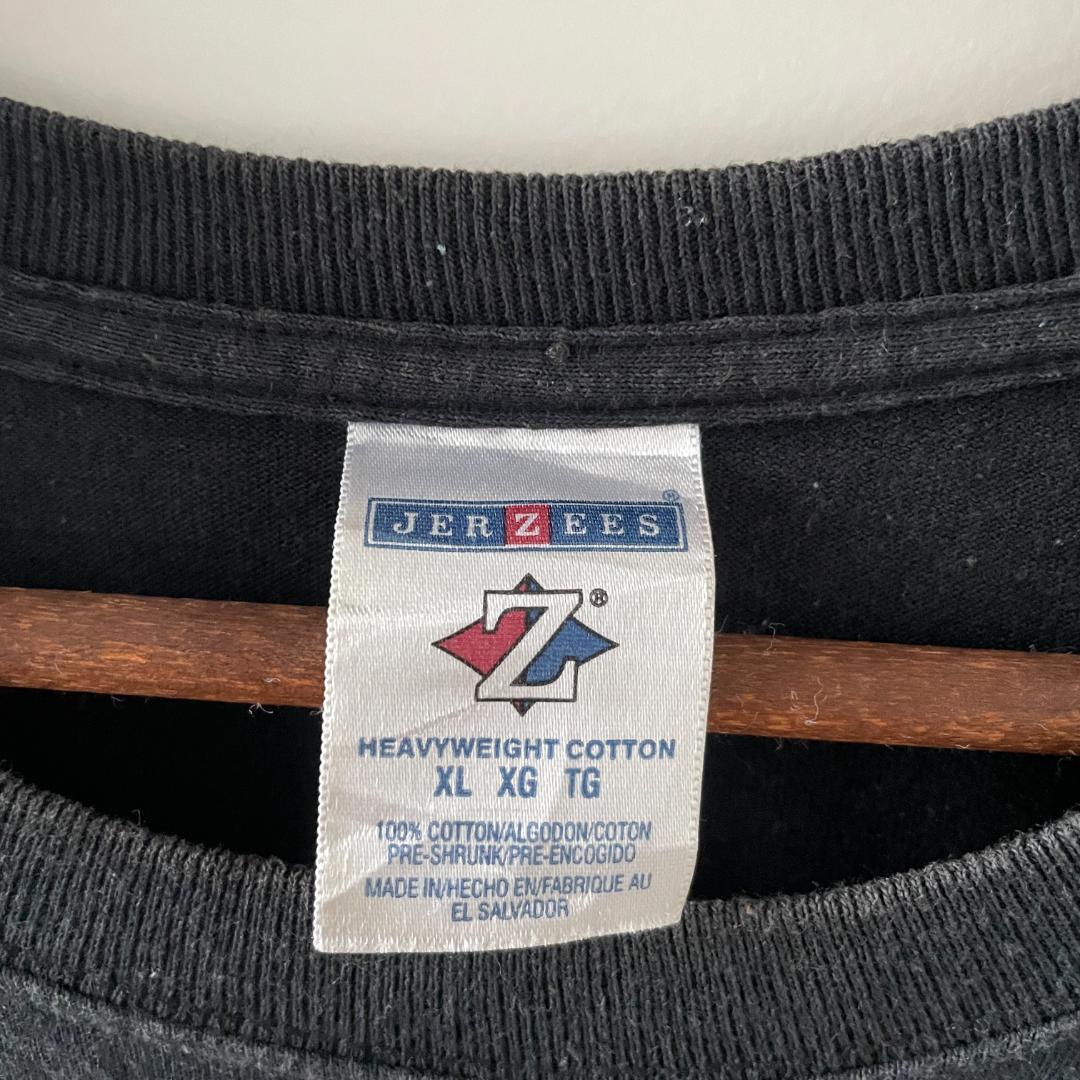 JERZEES®
Z®
HEAVYWEIGHT COTTON
XL XG TG
100% COTTON/ALGODON/COTON
PRE-SHRUNK/PRE-ENCOGIDO
MADE IN/HECHO EN/FABRIQUE AU
EL SALVADOR